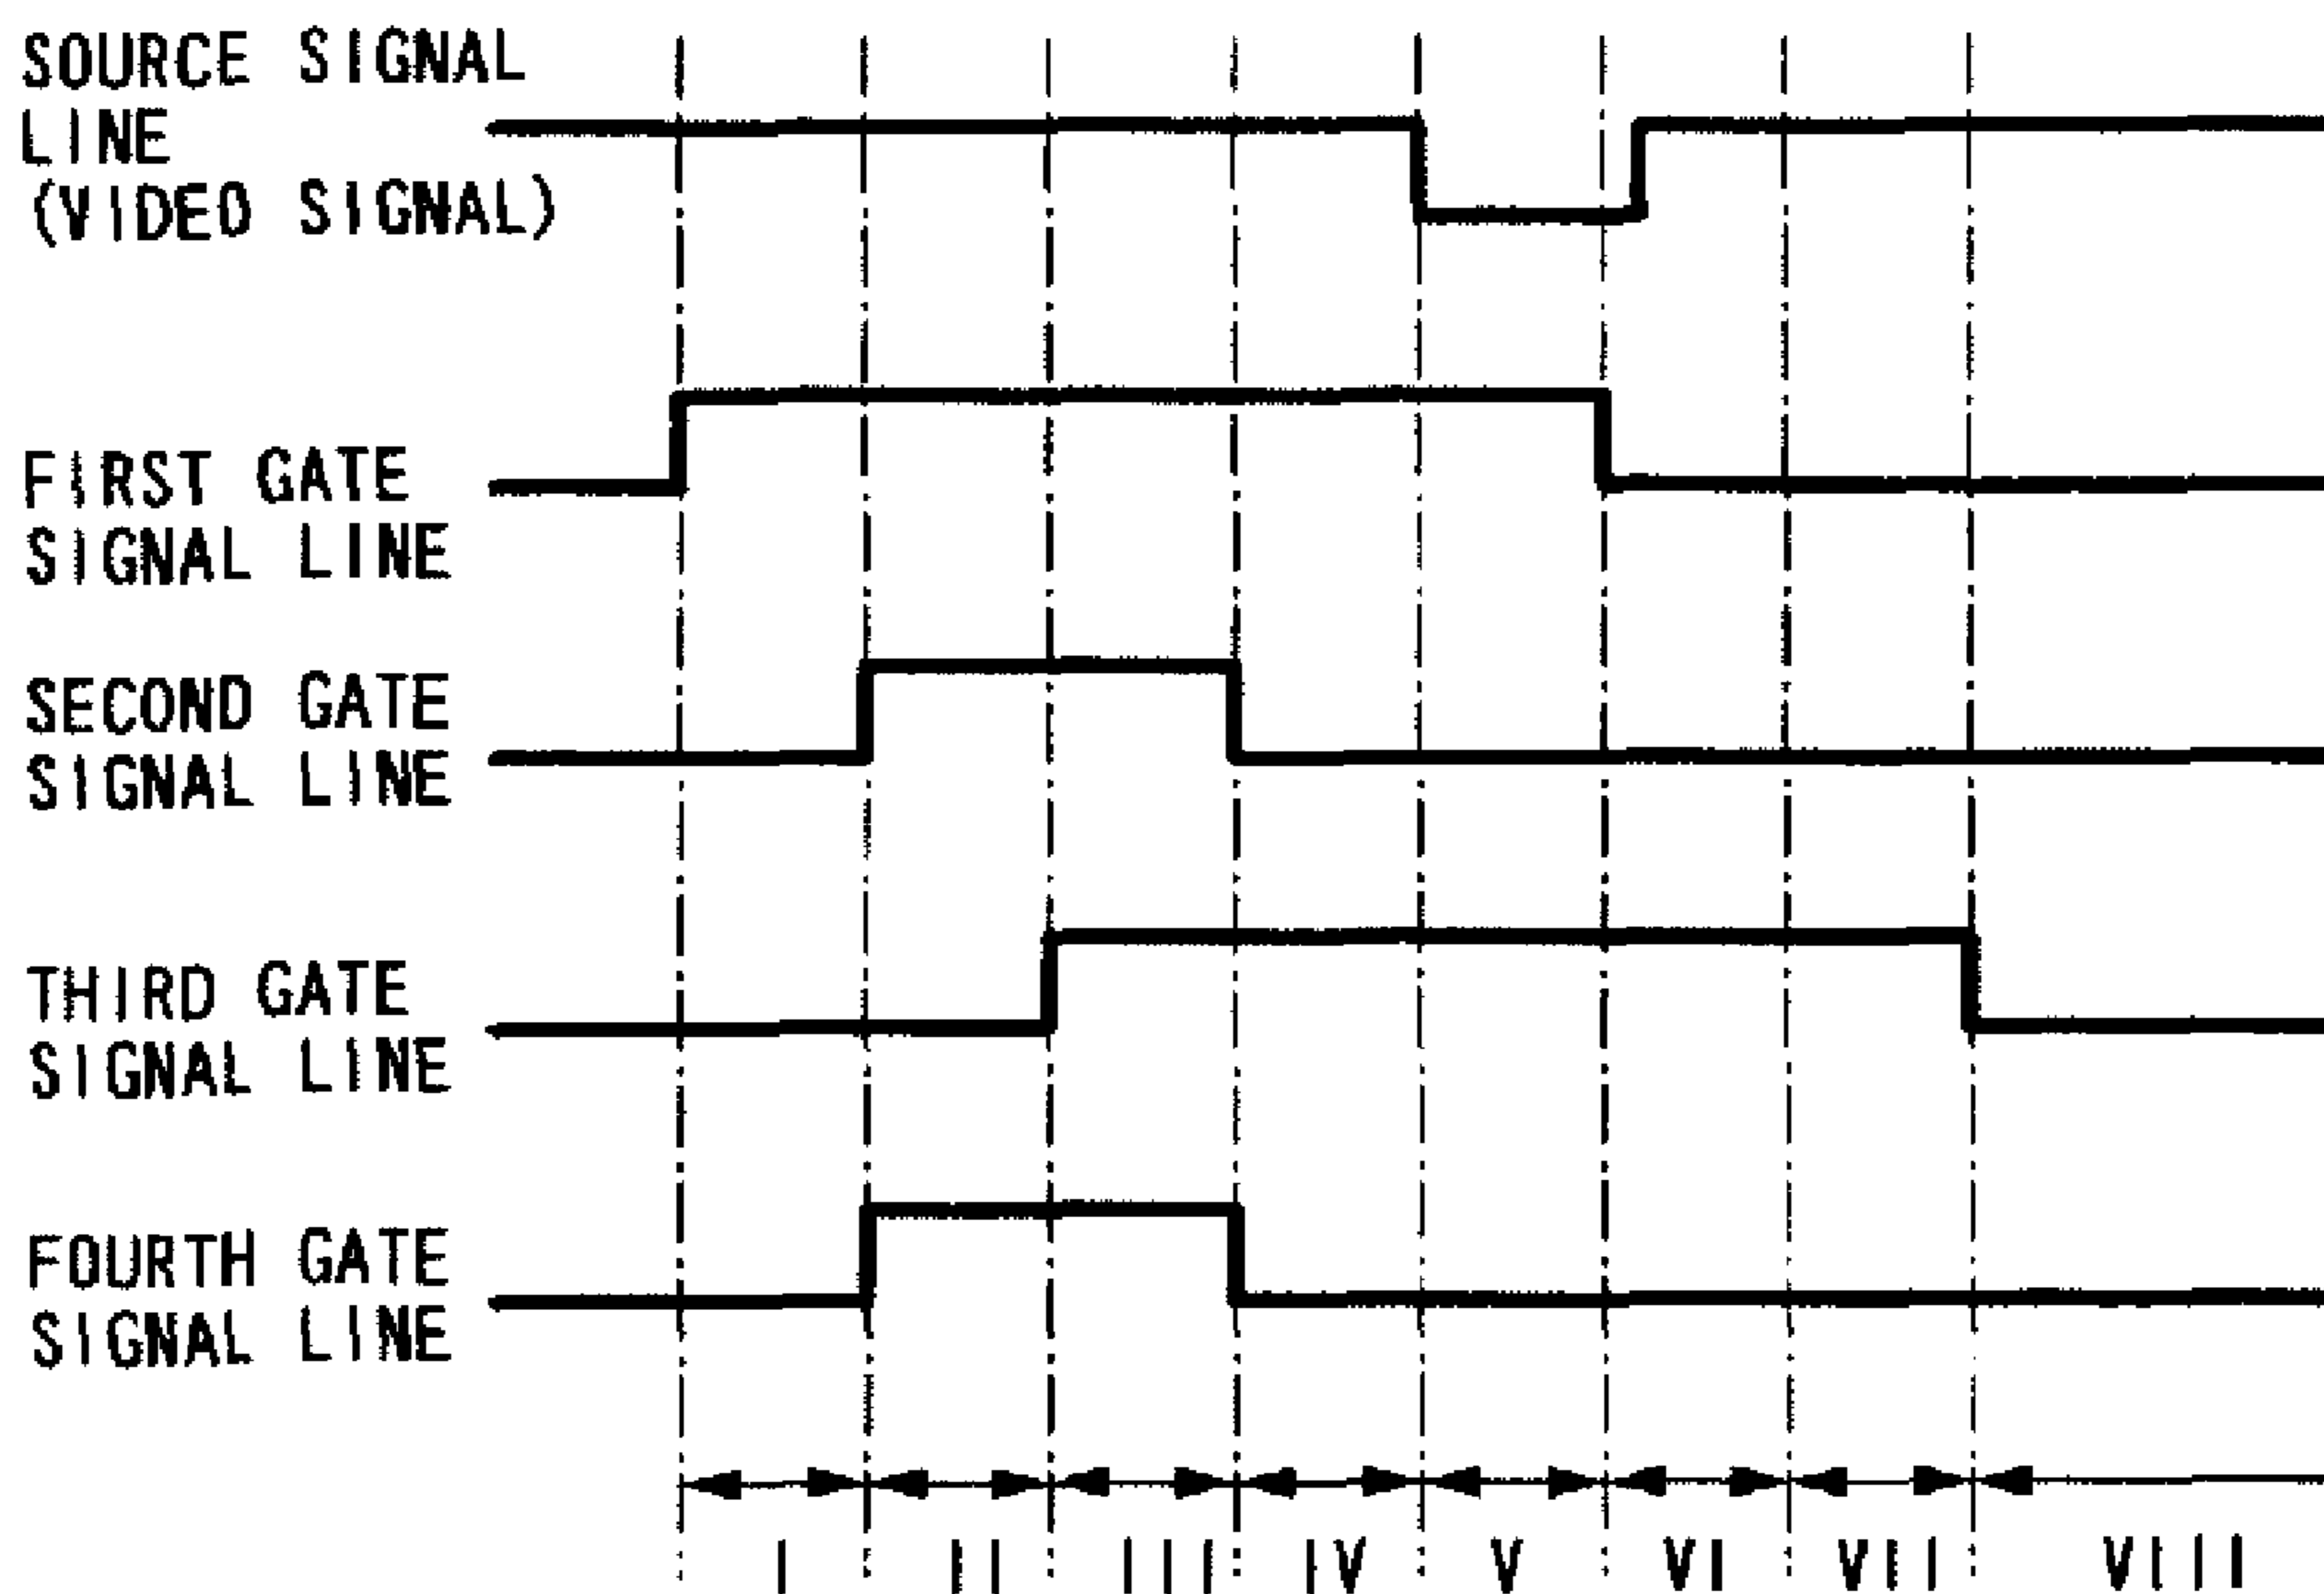 SOURCE SIGNAL
LINE
(VIDEO SIGNAL)
FIRST GATE
SIGNAL LINE
SECOND GATE
SIGNAL LINE
THIRD GATE
SIGNAL LINE
FOURTH GATE
SIGNAL LINE
I II III IV V VI VII VIII